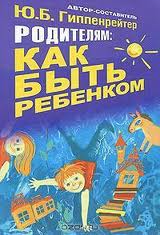 АВТОР-СОСТАВИТЕЛЬ
Ю.Б. ГИППЕНРЕЙТЕР
РОДИТЕЛЯМ:
КАК
БЫТЬ
РЕБЕНКОМ